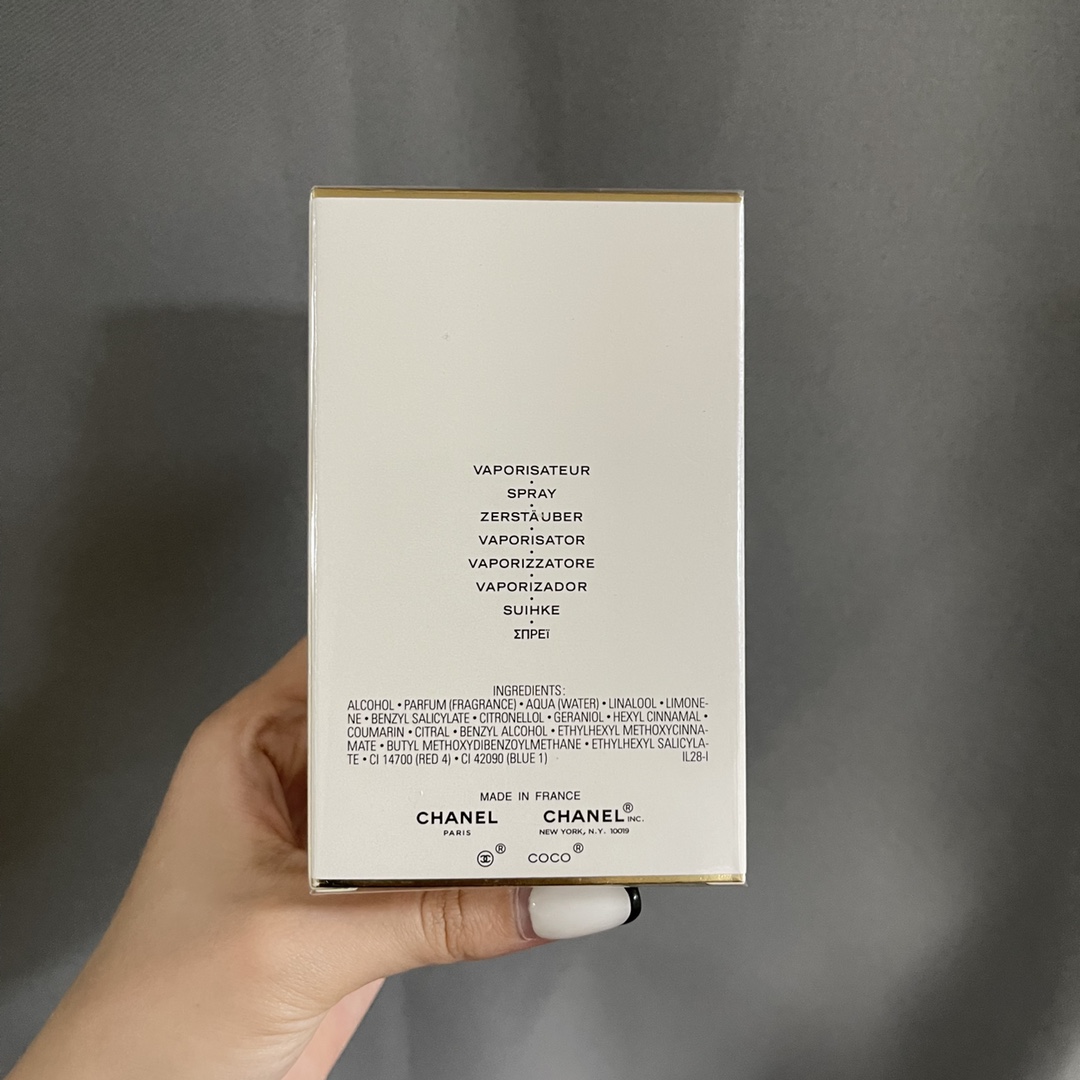 VAPORISATEUR
•
SPRAY
•
ZERSTÄUBER
•
VAPORISATOR
•
VAPORIZZATORE
•
VAPORIZADOR
•
SUIHKE
•
ΣΠΡΕΪ
INGREDIENTS:
ALCOHOL • PARFUM (FRAGRANCE) • AQUA (WATER) • LINALOOL • LIMONE-
NE • BENZYL SALICYLATE • CITRONELLOL • GERANIOL • HEXYL CINNAMAL •
COUMARIN • CITRAL • BENZYL ALCOHOL • ETHYLHEXYL METHOXYCINNA-
MATE • BUTYL METHOXYDIBENZOYLMETHANE • ETHYLHEXYL SALICYLA-
TE • CI 14700 (RED 4) • CI 42090 (BLUE 1) IL28-I
MADE IN FRANCE
CHANEL CHANEL® INC.
PARIS NEW YORK, N.Y. 10019
® COCO®